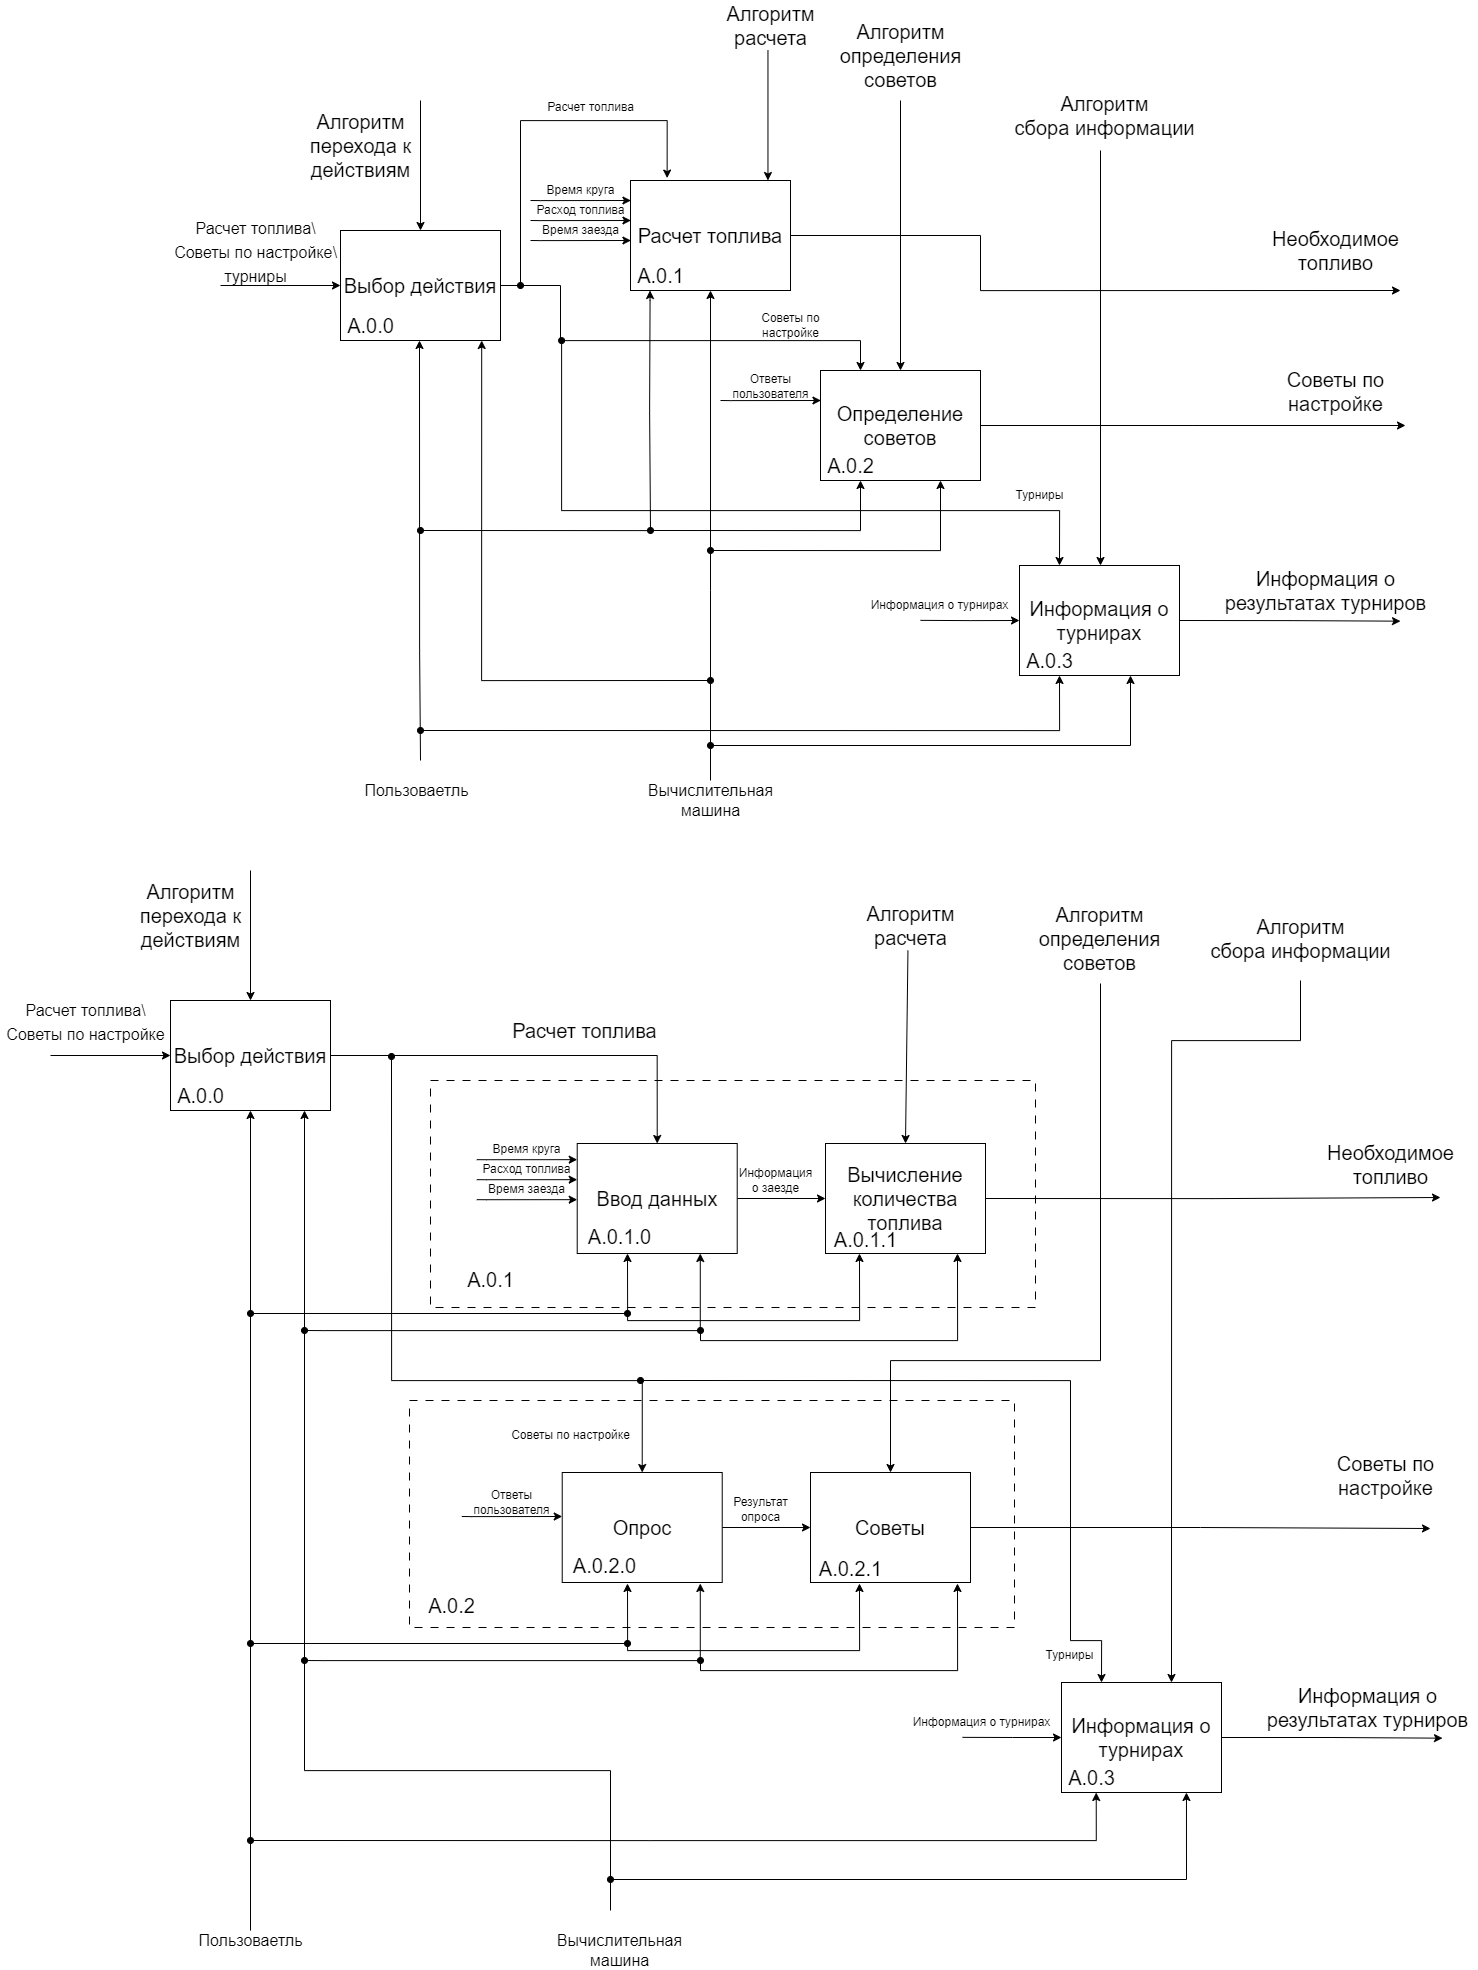 Алгоритм
расчета
Алгоритм
определения
советов
Алгоритм
сбора информации
Алгоритм
перехода к
действиям
Расчет топлива
Время круга
Расход топлива
Время заезда
Расчет топлива
А.0.1
Расчет топлива\
Советы по настройке\
турниры
Выбор действия
А.0.0
Необходимое
топливо
Советы по
настройке
Ответы
пользователя
Определение
советов
А.0.2
Советы по
настройке
Турниры
Информация о турнирах
Информация о
турнирах
А.0.3
Информация о
результатах турниров
Пользоваетль
Вычислительная
машина
Алгоритм
перехода к
действиям
Алгоритм
расчета
Алгоритм
определения
советов
Алгоритм
сбора информации
Расчет топлива\
Советы по настройке
Выбор действия
А.0.0
Расчет топлива
Время круга
Расход топлива
Время заезда
Ввод данных
А.0.1.0
Информация
о заезде
Вычисление
количества
топлива
А.0.1.1
Необходимое
топливо
А.0.1
Советы по настройке
Ответы
пользователя
Опрос
А.0.2.0
Результат
опроса
Советы
А.0.2.1
Советы по
настройке
А.0.2
Турниры
Информация о турнирах
Информация о
турнирах
А.0.3
Информация о
результатах турниров
Пользоваетль
Вычислительная
машина